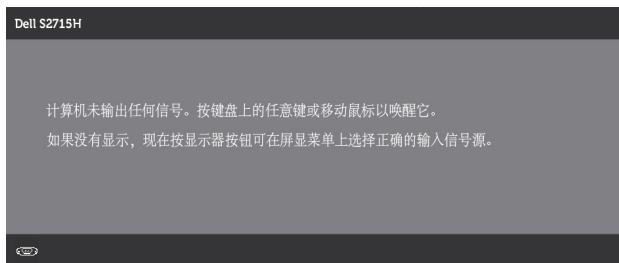 Dell S2715H
计算机未输出任何信号。按键盘上的任意键或移动鼠标以唤醒它。
如果没有显示，现在按显示器按钮可在屏显菜单上选择正确的输入信号源。